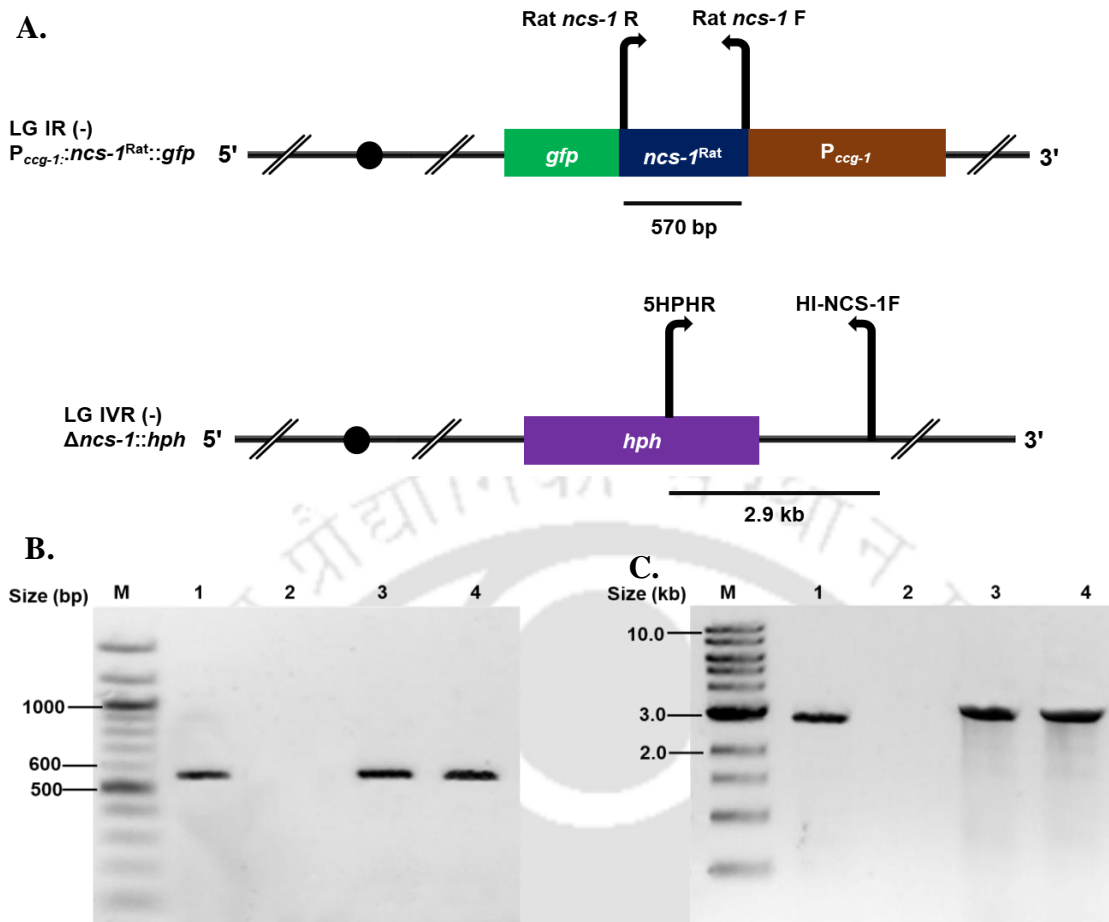 A.
Rat ncs-1 R
Rat ncs-1 F
LG IR (-)
P ccg-1::ncs-1Rat::gfp
5'
gfp
ncs-1Rat
Pccg-1
3'
570 bp
5HPHR
HI-NCS-1F
LG IVR (-)
Δncs-1::hph
5'
hph
3'
2.9 kb
B.
Size (bp) M 1 2 3 4
1000
600
500
C.
Size (kb) M 1 2 3 4
10.0
3.0
2.0